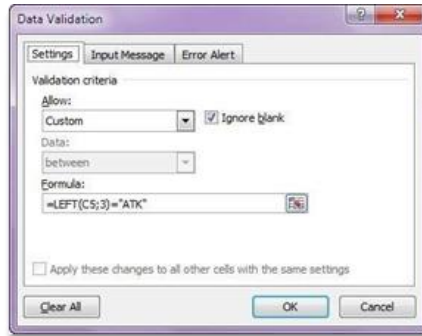 Data Validation
Settings Input Message Error Alert
Validation criteria
Allow:
Custom Ignore blank
Data:
between
Formula:
=LEFT(C5;3)="ATK"
Apply these changes to all other cells with the same settings
Clear All OK Cancel